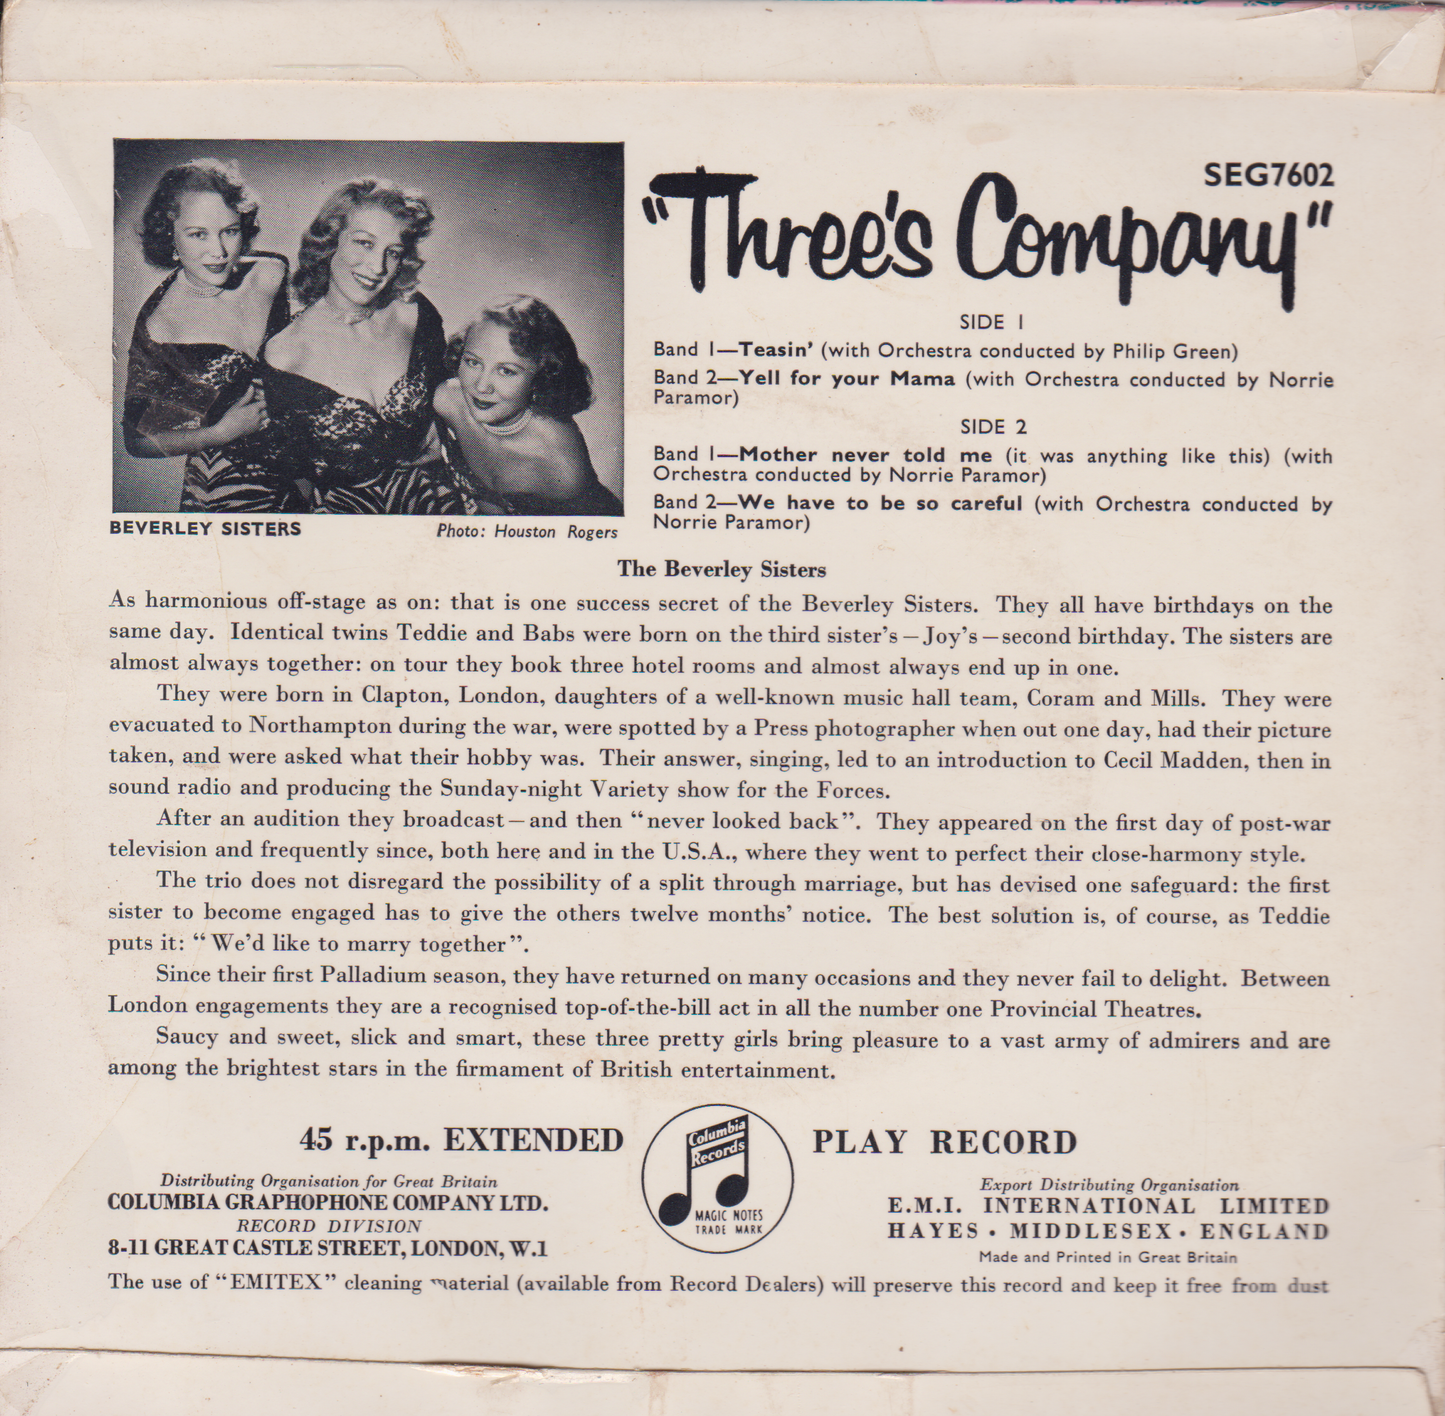 SEG7602
"Three's Company"
SIDE 1
Band 1—Teasin' (with Orchestra conducted by Philip Green)
Band 2—Yell for your Mama (with Orchestra conducted by Norrie
Paramor)
SIDE 2
Band 1—Mother never told me (it was anything like this) (with
Orchestra conducted by Norrie Paramor)
Band 2—We have to be so careful (with Orchestra conducted by
Norrie Paramor)
BEVERLEY SISTERS
Photo: Houston Rogers
The Beverley Sisters
As harmonious off-stage as on: that is one success secret of the Beverley Sisters. They all have birthdays on the
same day. Identical twins Teddie and Babs were born on the third sister's—Joy's—second birthday. The sisters are
almost always together: on tour they book three hotel rooms and almost always end up in one.
They were born in Clapton, London, daughters of a well-known music hall team, Coram and Mills. They were
evacuated to Northampton during the war, were spotted by a Press photographer when out one day, had their picture
taken, and were asked what their hobby was. Their answer, singing, led to an introduction to Cecil Madden, then in
sound radio and producing the Sunday-night Variety show for the Forces.
After an audition they broadcast—and then "never looked back". They appeared on the first day of post-war
television and frequently since, both here and in the U.S.A., where they went to perfect their close-harmony style.
The trio does not disregard the possibility of a split through marriage, but has devised one safeguard: the first
sister to become engaged has to give the others twelve months' notice. The best solution is, of course, as Teddie
puts it: "We'd like to marry together".
Since their first Palladium season, they have returned on many occasions and they never fail to delight. Between
London engagements they are a recognised top-of-the-bill act in all the number one Provincial Theatres.
Saucy and sweet, slick and smart, these three pretty girls bring pleasure to a vast army of admirers and are
among the brightest stars in the firmament of British entertainment.
45 r.p.m. EXTENDED PLAY RECORD
Columbia
Records
MAGIC NOTES
TRADE MARK
Distributing Organisation for Great Britain
COLUMBIA GRAPHOPHONE COMPANY LTD.
RECORD DIVISION
8-11 GREAT CASTLE STREET, LONDON, W.1
Export Distributing Organisation
E.M.I. INTERNATIONAL LIMITED
HAYES • MIDDLESEX • ENGLAND
Made and Printed in Great Britain
The use of "EMITEX" cleaning material (available from Record Dealers) will preserve this record and keep it free from dust